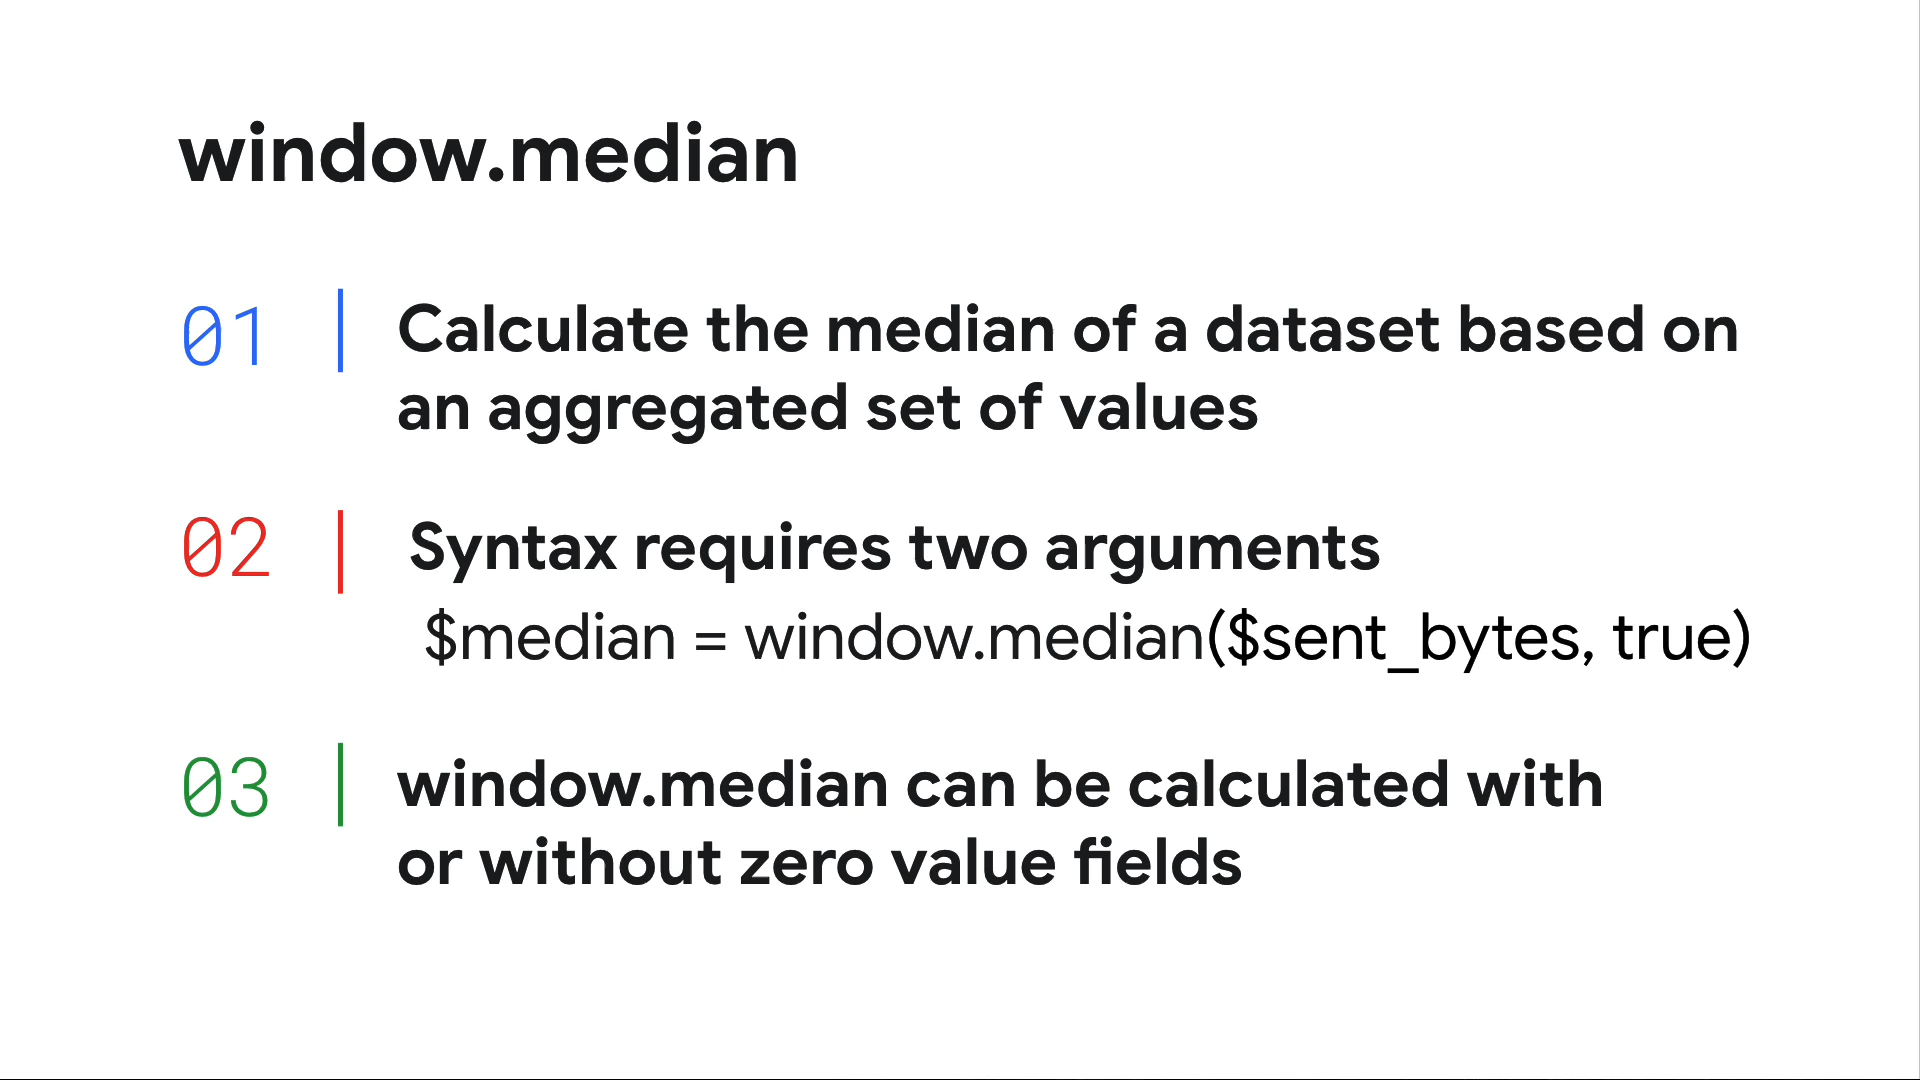 window.median
01 | Calculate the median of a dataset based on
an aggregated set of values
02 | Syntax requires two arguments
$median = window.median($sent_bytes, true)
03 | window.median can be calculated with
or without zero value fields